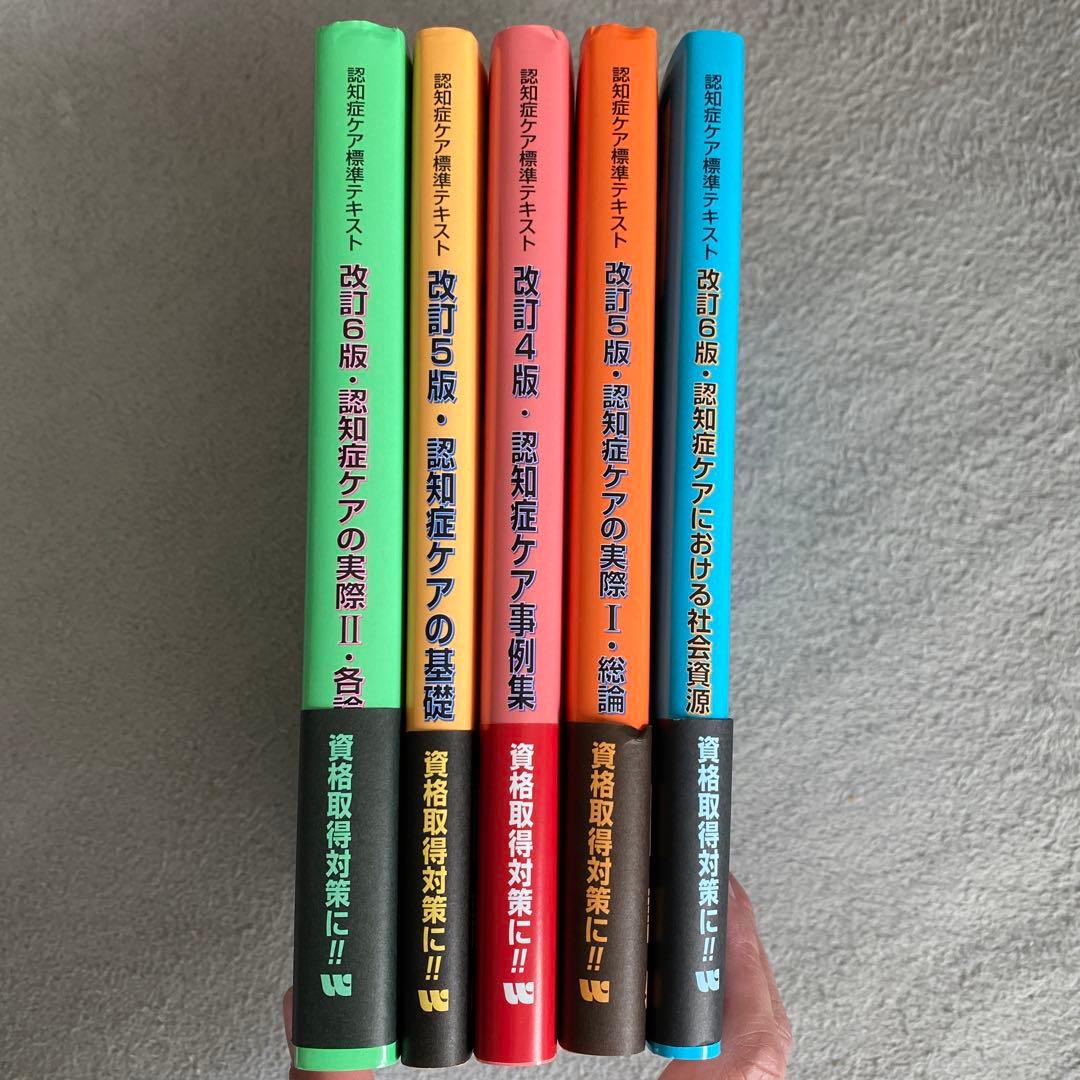 認知症ケア標準テキスト
改訂6版・認知症ケアの実際II・各論
資格取得対策に!!
認知症ケア標準テキスト
改訂5版・認知症ケアの基礎
資格取得対策に!!
認知症ケア標準テキスト
改訂4版・認知症ケア事例集
資格取得対策に!!
認知症ケア標準テキスト
改訂5版・認知症ケアの実際I・総論
資格取得対策に!!
認知症ケア標準テキスト
改訂6版・認知症ケアにおける社会資源
資格取得対策に!!